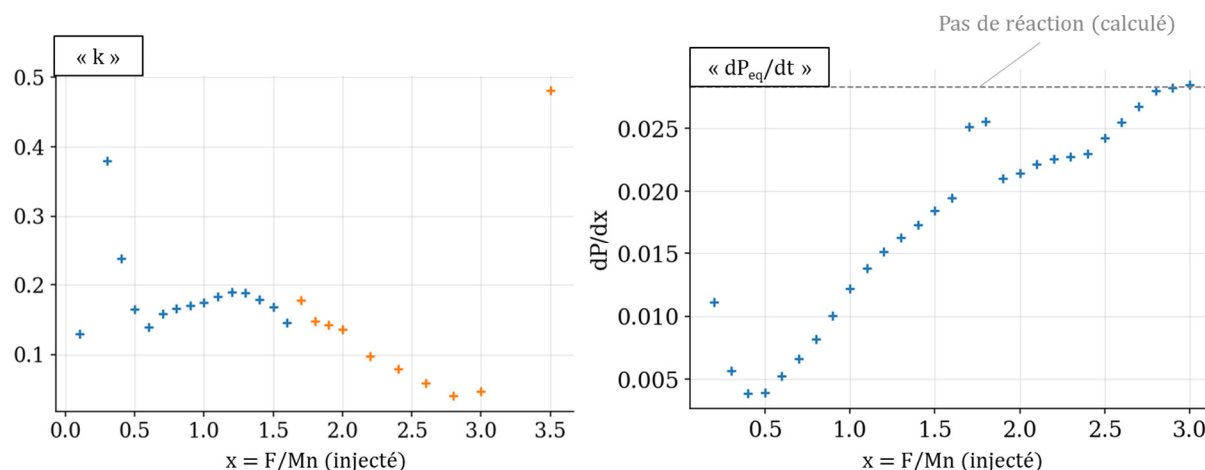 Pas de réaction (calculé)
« k »
0.5
0.4
0.3
0.2
0.1
0.0 0.5 1.0 1.5 2.0 2.5 3.0 3.5
x = F/Mn (injecté)
« dPeq/dt »
dP/dx
0.025
0.020
0.015
0.010
0.005
0.5 1.0 1.5 2.0 2.5 3.0
x = F/Mn (injecté)